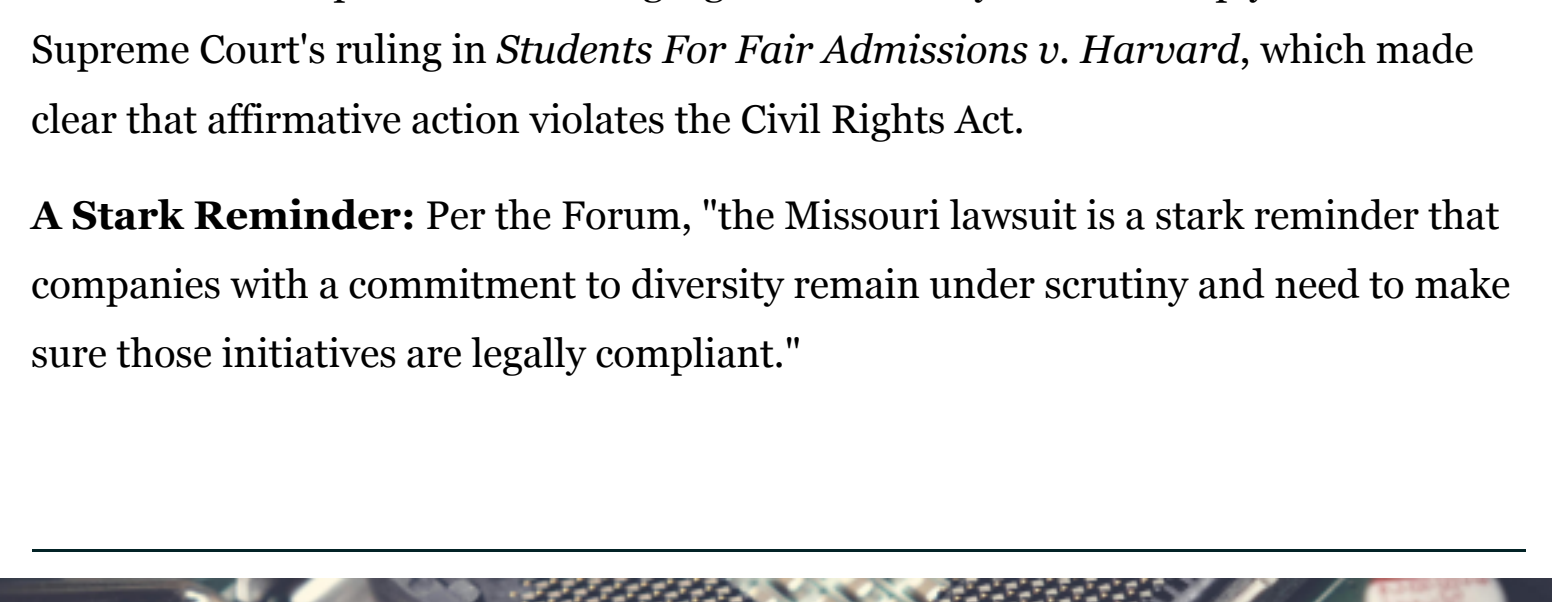 Supreme Court's ruling in Students For Fair Admissions v. Harvard, which made
clear that affirmative action violates the Civil Rights Act.
A Stark Reminder: Per the Forum, "the Missouri lawsuit is a stark reminder that
companies with a commitment to diversity remain under scrutiny and need to make
sure those initiatives are legally compliant."